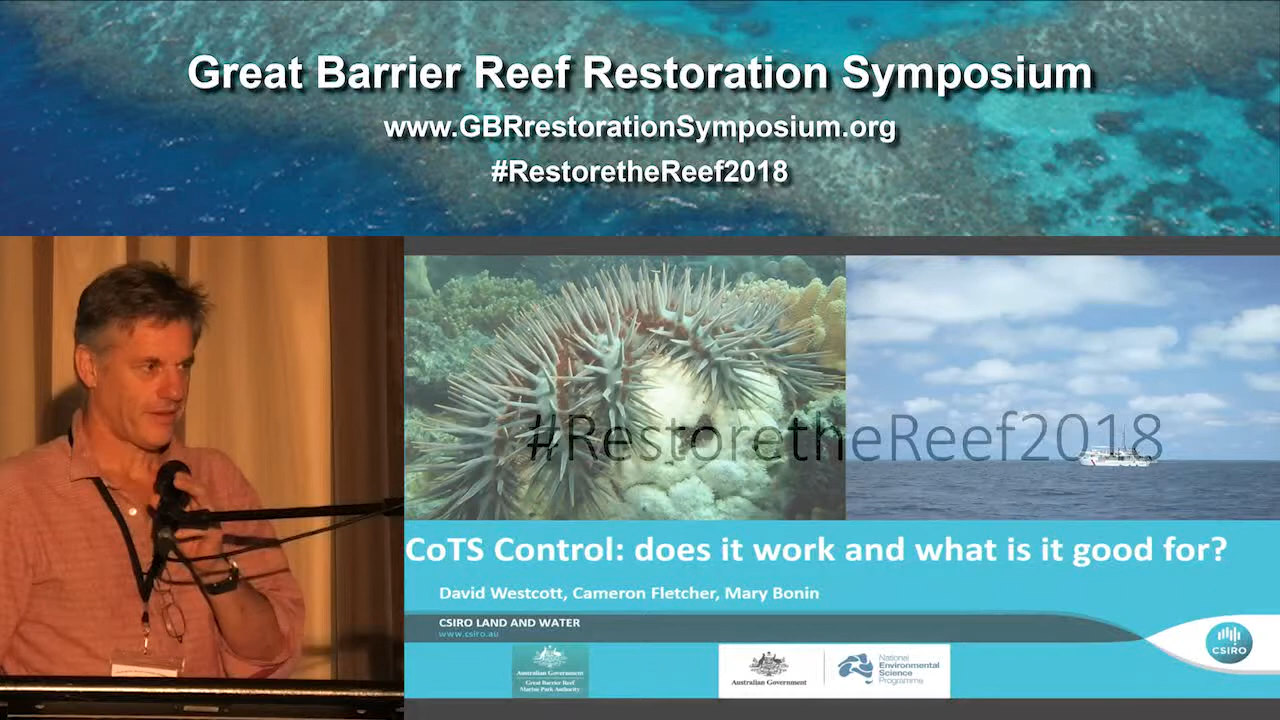 Great Barrier Reef Restoration Symposium
www.GBRrestorationSymposium.org
#RestoretheReef2018
#RestoretheReef2018
CoTS Control: does it work and what is it good for?
David Westcott, Cameron Fletcher, Mary Bonin
CSIRO LAND AND WATER
www.csiro.au
CSIRO
Australian Government
Great Barrier Reef
Marine Park Authority
Australian Government
National
Environmental
Science
Programme